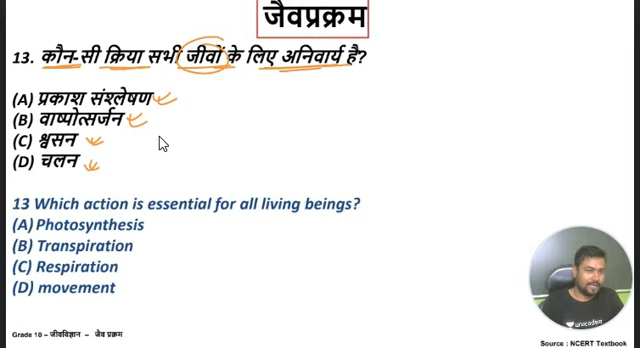 जैवप्रक्रम
13. कौन-सी क्रिया सभी जीवों के लिए अनिवार्य है?
(A) प्रकाश संश्लेषण
(B) वाष्पोत्सर्जन
(C) श्वसन
(D) चलन
13 Which action is essential for all living beings?
(A) Photosynthesis
(B) Transpiration
(C) Respiration
(D) movement
unacademy
Grade 10 – जीवविज्ञान – जैव प्रक्रम
Source : NCERT Textbook